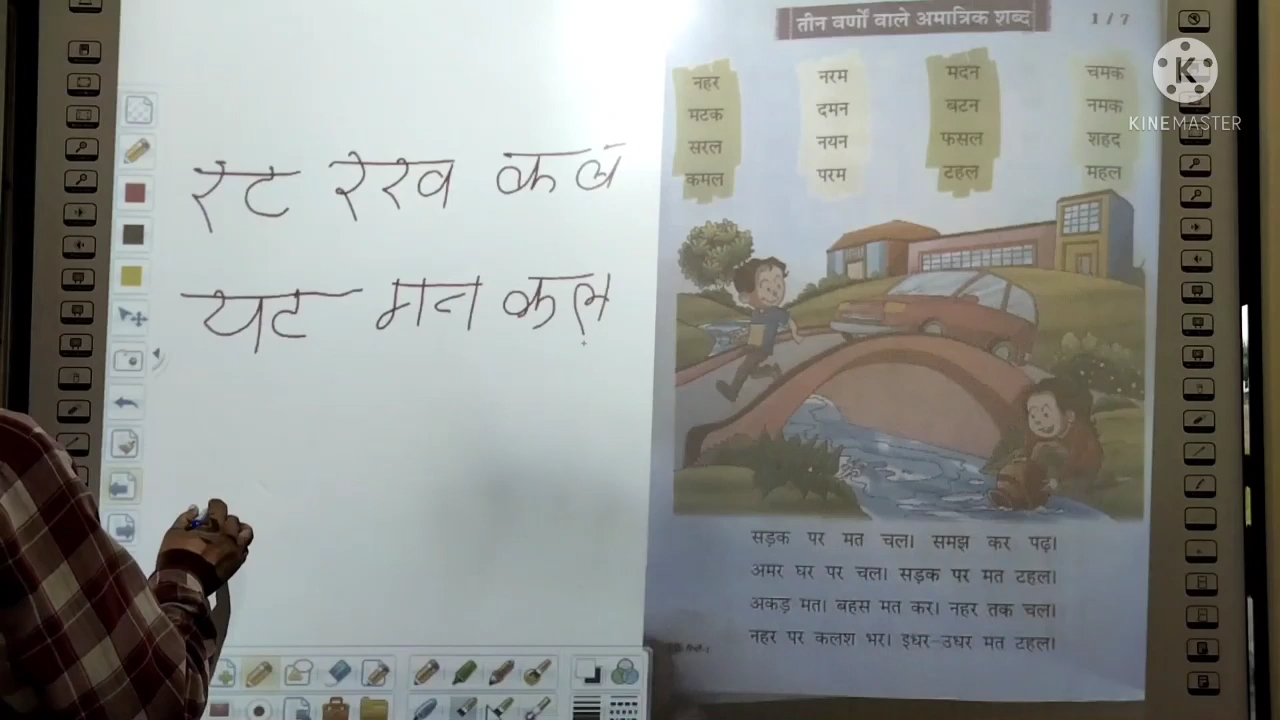 रट रख
मन कल
तीन वर्णों वाले अमात्रिक शब्द
1 / 7
नहर नरम मदन चमक
मटक दमन बटन नमक
सरल नयन फसल शहद
कमल परम टहल महल
सड़क पर मत चल। समझ कर पढ़।
अमर घर पर चल। सड़क पर मत टहल।
अकड़ मत। बहस मत कर। नहर तक चल।
नहर पर कलश भर। इधर-उधर मत टहल।
K
KINEMASTER